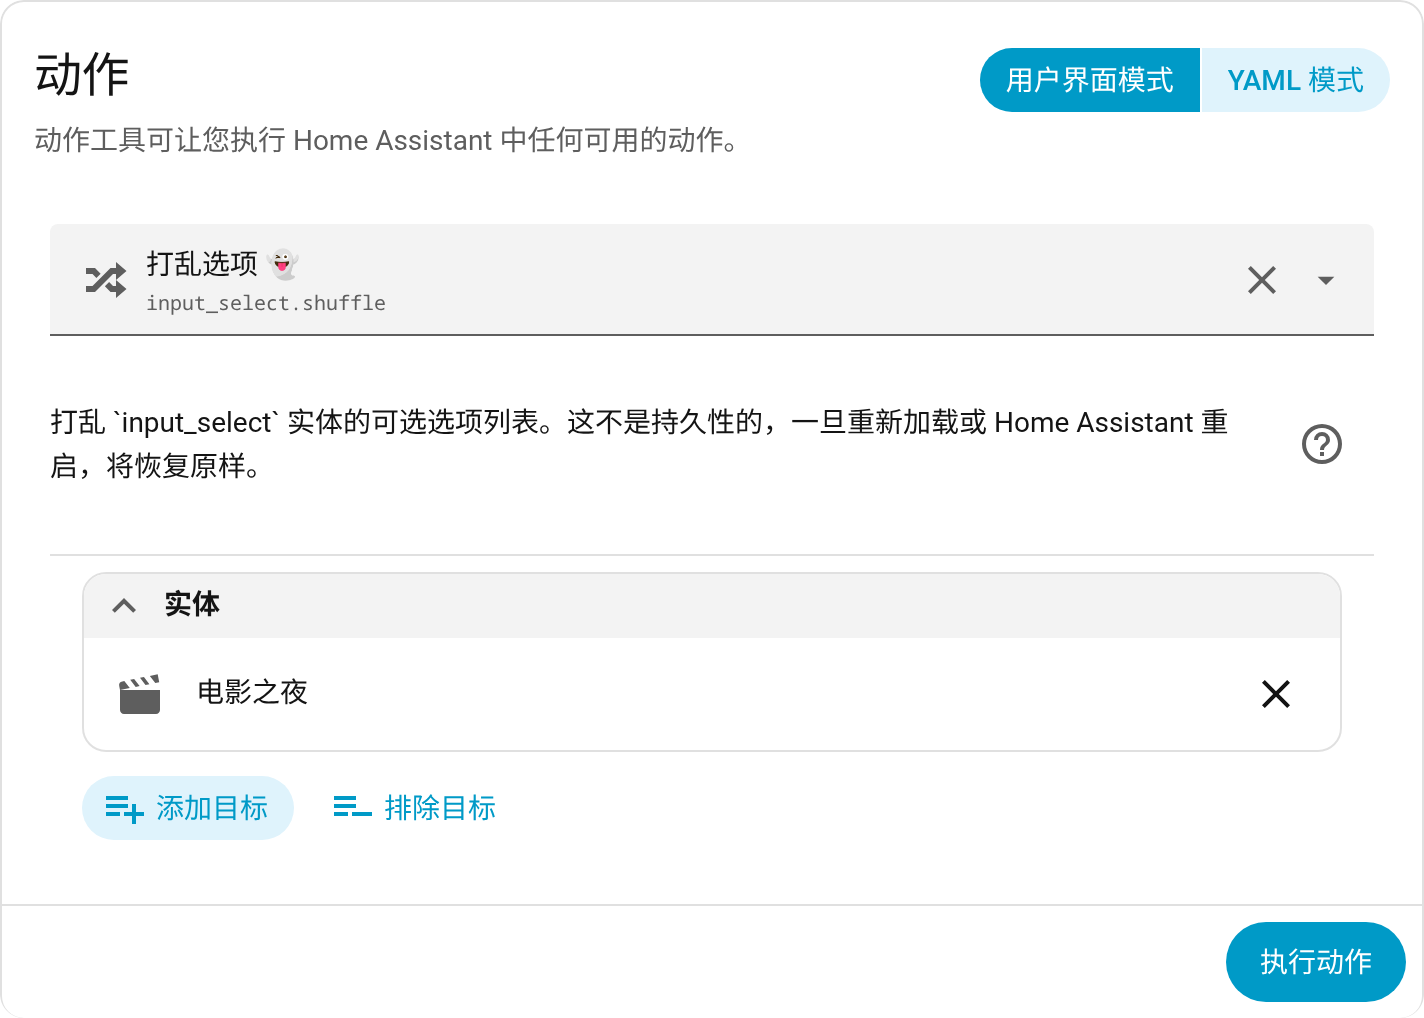 动作
用户界面模式
YAML 模式
动作工具可让您执行 Home Assistant 中任何可用的动作。
打乱选项 👻
input_select.shuffle
打乱 `input_select` 实体的可选选项列表。这不是持久性的，一旦重新加载或 Home Assistant 重
启，将恢复原样。
实体
电影之夜
添加目标
排除目标
执行动作